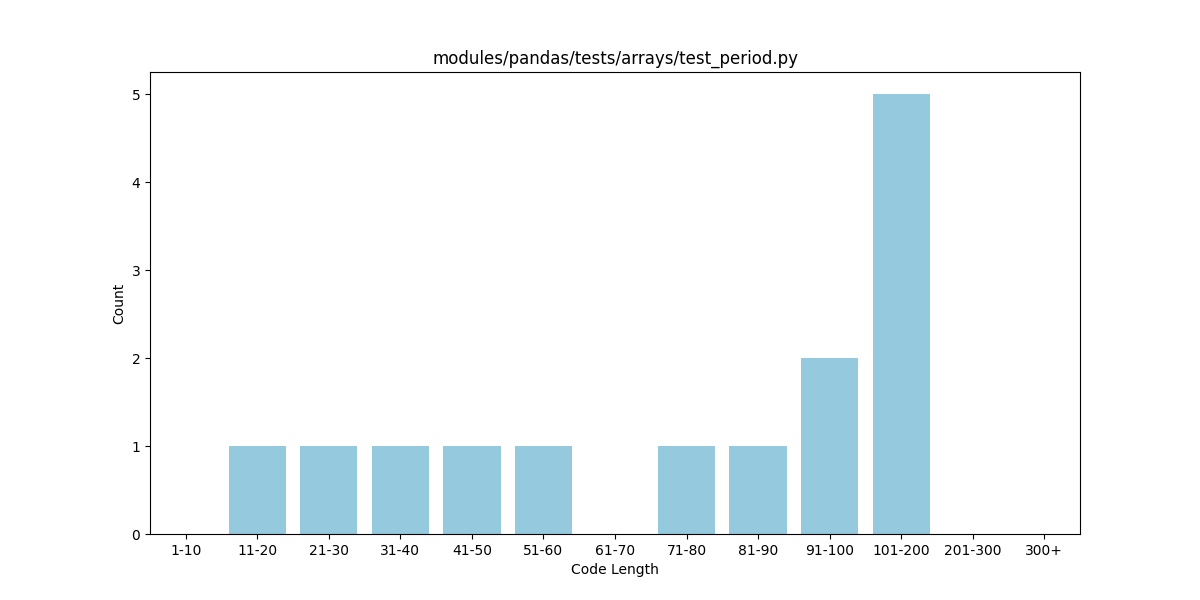 modules/pandas/tests/arrays/test_period.py
5
4
3
2
1
0
Count
1-10 11-20 21-30 31-40 41-50 51-60 61-70 71-80 81-90 91-100 101-200 201-300 300+
Code Length